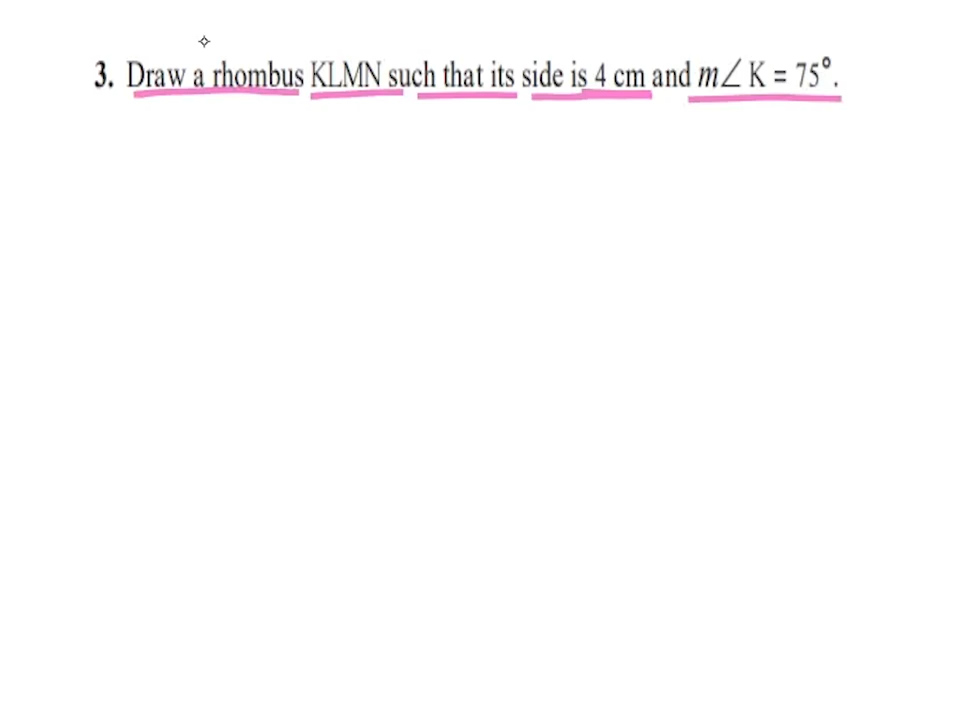 3. Draw a rhombus KLMN such that its side is 4 cm and m∠ K = 75°.